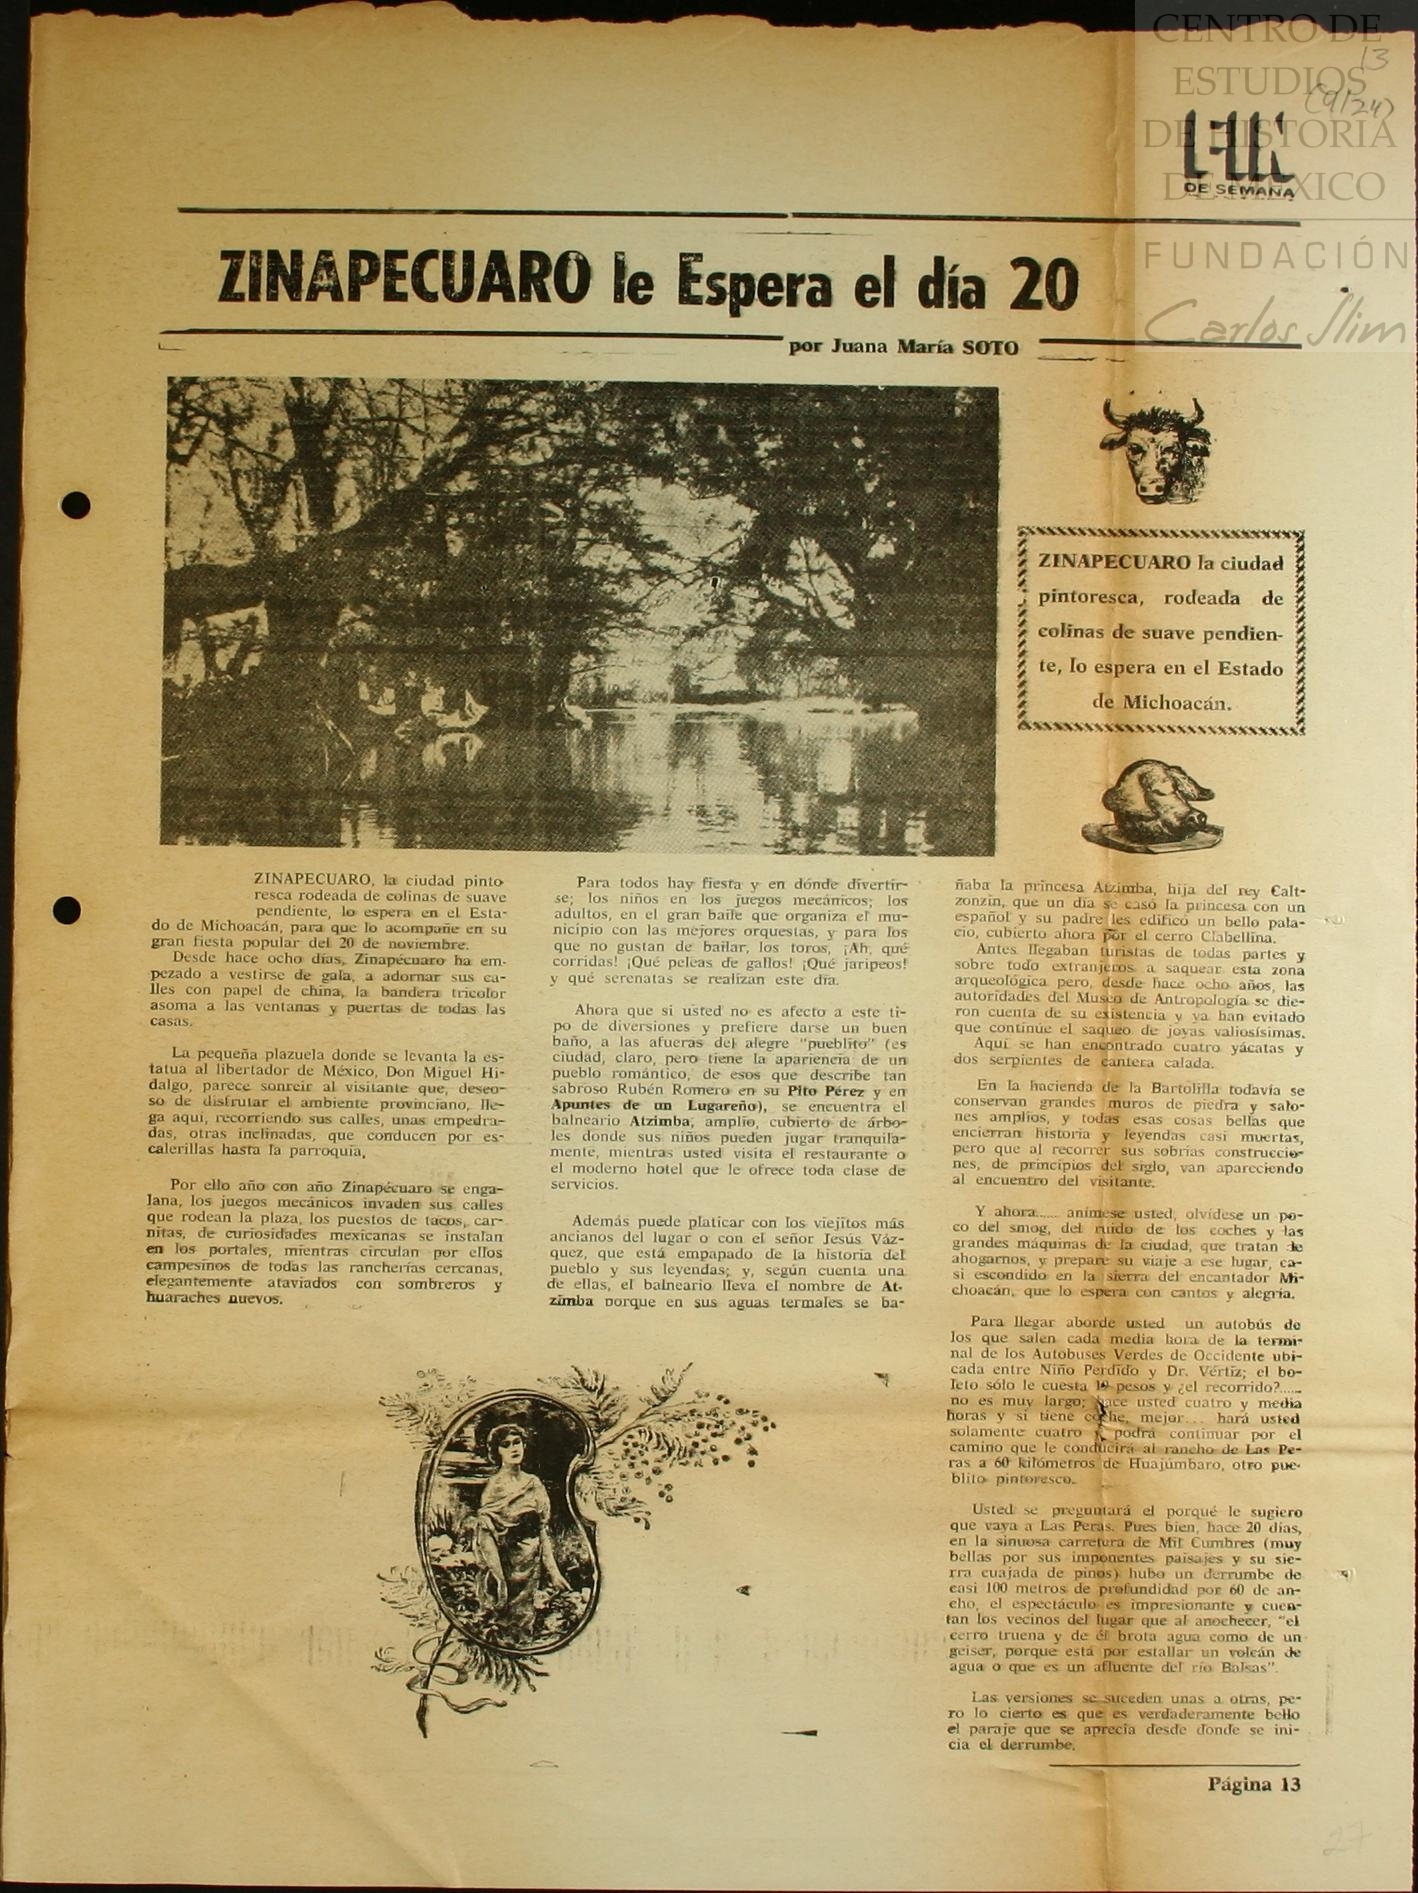 CENTRO DE
ESTUDIOS
DE HISTORIA
DE MÉXICO
FUNDACIÓN
Carlos Slim
13
(9/24)
DE SEMANA
ZINAPECUARO le Espera el día 20
por Juana María SOTO
ZINAPECUARO la ciudad
pintoresca, rodeada de
colinas de suave pendien-
te, lo espera en el Estado
de Michoacán.
ZINAPECUARO, la ciudad pinto
resca rodeada de colinas de suave
pendiente, lo espera en el Esta-
do de Michoacán, para que lo acompañe en su
gran fiesta popular del 20 de noviembre.
Desde hace ocho días, Zinapécuaro ha em-
pezado a vestirse de gala, a adornar sus ca-
lles con papel de china, la bandera tricolor
asoma a las ventanas y puertas de todas las
casas.
La pequeña plazuela donde se levanta la es-
tatua al libertador de México, Don Miguel Hi-
dalgo, parece sonreir al visitante que, deseo-
so de disfrutar el ambiente provinciano, lle-
ga aquí, recorriendo sus calles, unas empedra-
das, otras inclinadas, que conducen por es-
calerillas hasta la parroquia,
Por ello año con año Zinapécuaro se enga-
lana, los juegos mecánicos invaden sus calles
que rodean la plaza, los puestos de tacos, car-
nitas, de curiosidades mexicanas se instalan
en los portales, mientras circulan por ellos
campesinos de todas las rancherías cercanas,
elegantemente ataviados con sombreros y
huaraches nuevos.
Para todos hay fiesta y en dónde divertir-
se; los niños en los juegos mecánicos; los
adultos, en el gran baile que organiza el mu-
nicipio con las mejores orquestas, y para los
que no gustan de bailar, los toros, ¡Ah, qué
corridas! ¡Qué peleas de gallos! ¡Qué jaripeos!
y qué serenatas se realizan este día.
Ahora que si usted no es afecto a este ti-
po de diversiones y prefiere darse un buen
baño, a las afueras del alegre "pueblito" (es
ciudad, claro, pero tiene la apariencia de un
pueblo romántico, de esos que describe tan
sabroso Rubén Romero en su Pito Pérez y en
Apuntes de un Lugareño), se encuentra el
balneario Atzimba, amplio, cubierto de árbo-
les donde sus niños pueden jugar tranquila-
mente, mientras usted visita el restaurante o
el moderno hotel que le ofrece toda clase de
servicios.
Además puede platicar con los viejitos más
ancianos del lugar o con el señor Jesús Váz-
quez, que está empapado de la historia del
pueblo y sus leyendas; y, según cuenta una
de ellas, el balneario lleva el nombre de At-
zimba porque en sus aguas termales se ba-
ñaba la princesa Atzimba, hija del rey Calt-
zonzin, que un día se casó la princesa con un
español y su padre les edificó un bello pala-
cio, cubierto ahora por el cerro Clabellina.
Antes llegaban turistas de todas partes y
sobre todo extranjeros a saquear esta zona
arqueológica pero, desde hace ocho años, las
autoridades del Museo de Antropología se die-
ron cuenta de su existencia y ya han evitado
que continúe el saqueo de joyas valiosísimas.
Aquí se han encontrado cuatro yácatas y
dos serpientes de cantera calada.
En la hacienda de la Bartolilla todavía se
conservan grandes muros de piedra y salo-
nes amplios, y todas esas cosas bellas que
encierran historia y leyendas casi muertas,
pero que al recorrer sus sobrias construccio-
nes, de principios del siglo, van apareciendo
al encuentro del visitante.
Y ahora...... anímese usted, olvídese un po-
co del smog, del ruido de los coches y las
grandes máquinas de la ciudad, que tratan de
ahogarnos, y prepare su viaje a ese lugar, ca-
si escondido en la sierra del encantador Mi-
choacán, que lo espera con cantos y alegría.
Para llegar aborde usted un autobús de
los que salen cada media hora de la termi-
nal de los Autobuses Verdes de Occidente ubi-
cada entre Niño Perdido y Dr. Vértiz; el bo-
leto sólo le cuesta pesos y ¿el recorrido?......
no es muy largo; hace usted cuatro y media
horas y si tiene coche, mejor... hará usted
solamente cuatro y podrá continuar por el
camino que le conducirá al rancho de Las Pe-
ras a 60 kilómetros de Huajúmbaro, otro pue-
blito pintoresco.
Usted se preguntará el porqué le sugiero
que vaya a Las Peras. Pues bien, hace 20 días,
en la sinuosa carretura de Mil Cumbres (muy
bellas por sus imponentes paisajes y su sie-
rra cuajada de pinos) hubo un derrumbe de
casi 100 metros de profundidad por 60 de an-
cho, el espectáculo es impresionante y cuen-
tan los vecinos del lugar que al anochecer, "el
cerro truena y de él brota agua como de un
geiser, porque está por estallar un volcán de
agua o que es un afluente del río Balsas".
Las versiones se suceden unas a otras, pe-
ro lo cierto es que es verdaderamente bello
el paraje que se aprecia desde donde se ini-
cia el derrumbe.
Página 13
27